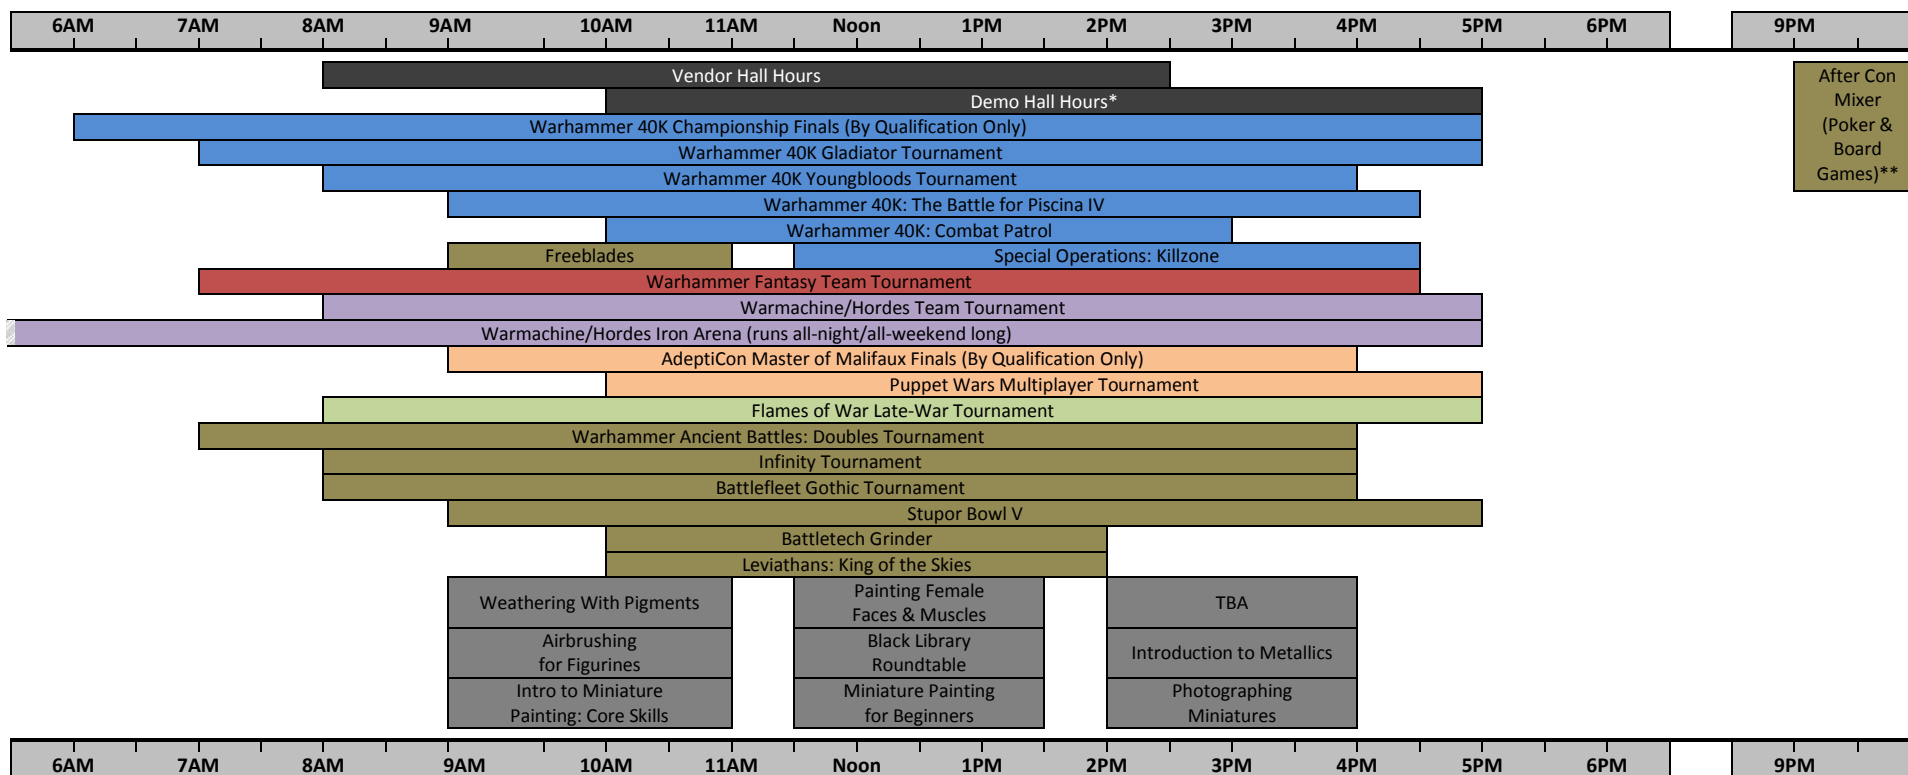 6AM 7AM 8AM 9AM 10AM 11AM Noon 1PM 2PM 3PM 4PM 5PM 6PM 9PM
Vendor Hall Hours
After Con
Mixer
(Poker &
Board
Games)**
Demo Hall Hours*
Warhammer 40K Championship Finals (By Qualification Only)
Warhammer 40K Gladiator Tournament
Warhammer 40K Youngbloods Tournament
Warhammer 40K: The Battle for Piscina IV
Warhammer 40K: Combat Patrol
Freeblades
Special Operations: Killzone
Warhammer Fantasy Team Tournament
Warmachine/Hordes Team Tournament
Warmachine/Hordes Iron Arena (runs all-night/all-weekend long)
AdeptiCon Master of Malifaux Finals (By Qualification Only)
Puppet Wars Multiplayer Tournament
Flames of War Late-War Tournament
Warhammer Ancient Battles: Doubles Tournament
Infinity Tournament
Battlefleet Gothic Tournament
Stupor Bowl V
Battletech Grinder
Leviathans: King of the Skies
Weathering With Pigments
Painting Female
Faces & Muscles
TBA
Airbrushing
for Figurines
Black Library
Roundtable
Introduction to Metallics
Intro to Miniature
Painting: Core Skills
Miniature Painting
for Beginners
Photographing
Miniatures
6AM 7AM 8AM 9AM 10AM 11AM Noon 1PM 2PM 3PM 4PM 5PM 6PM 9PM